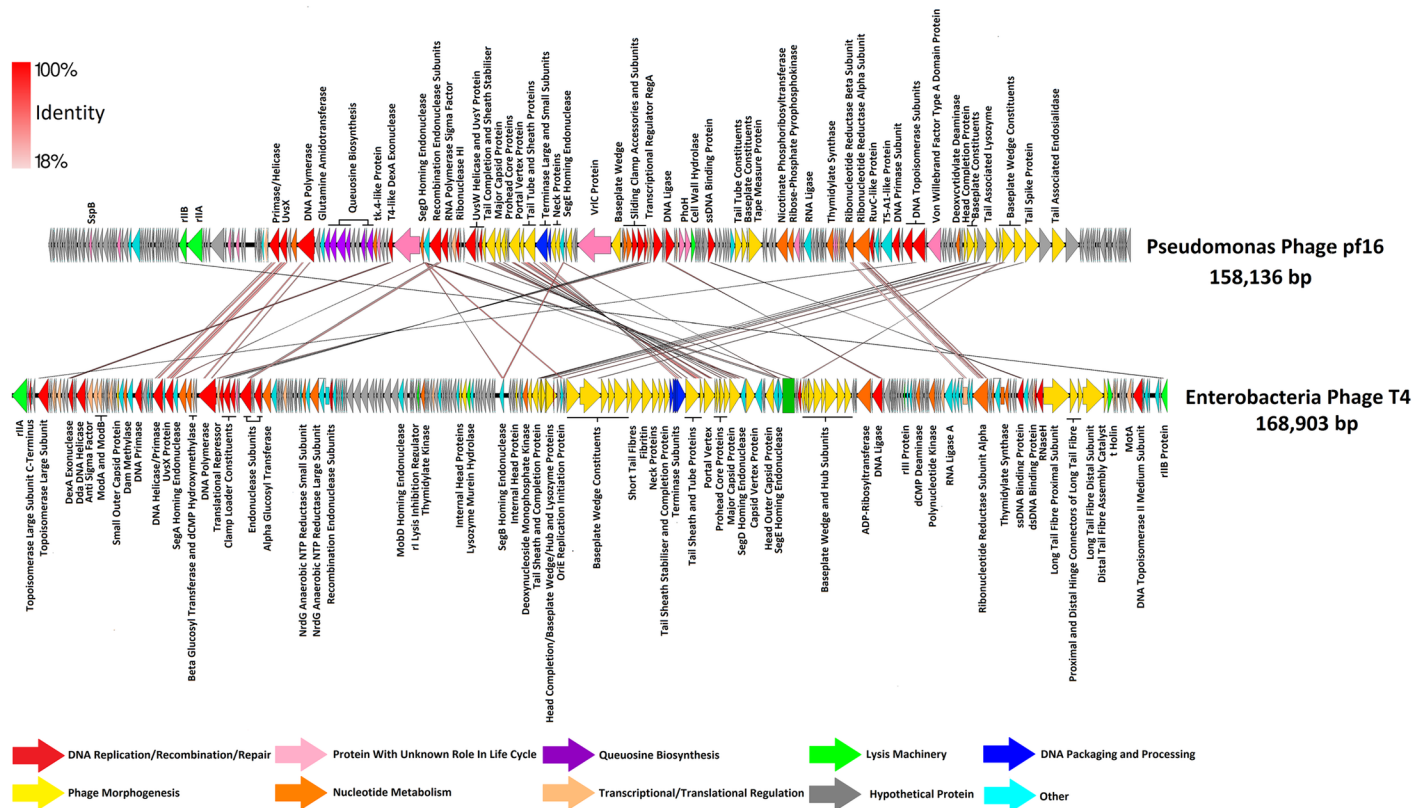 100%
Identity
18%
SspB
rIIB
rIIA
Primase/Helicase
UvsX
DNA Polymerase
Glutamine Amidotransferase
Queuosine Biosynthesis
tk.4-like Protein
T4-like DexA Exonuclease
SegD Homing Endonuclease
Recombination Endonuclease Subunits
RNA Polymerase Sigma Factor
Ribonuclease HI
UvsW Helicase and UvsY Protein
Tail Completion and Sheath Stabiliser
Major Capsid Protein
Prohead Core Proteins
Portal Vertex Protein
Tail Tube and Sheath Proteins
Terminase Large and Small Subunits
Neck Proteins
SegE Homing Endonuclease
VrlC Protein
Baseplate Wedge
Sliding Clamp Accessories and Subunits
Transcriptional Regulator RegA
DNA Ligase
PhoH
Cell Wall Hydrolase
ssDNA Binding Protein
Tail Tube Constituents
Baseplate Constituents
Tape Measure Protein
Nicotinate Phosphoribosyltransferase
Ribose-Phosphate Pyrophosphokinase
RNA Ligase
Thymidylate Synthase
Ribonucleotide Reductase Beta Subunit
Ribonucleotide Reductase Alpha Subunit
RuvC-like Protein
T5-A1-like Protein
DNA Primase Subunit
DNA Topoisomerase Subunits
Von Willebrand Factor Type A Domain Protein
Deoxycytidylate Deaminase
Head Completion Protein
Baseplate Constituents
Tail Associated Lysozyme
Baseplate Wedge Constituents
Tail Spike Protein
Tail Associated Endosialidase
Pseudomonas Phage pf16
158,136 bp
Enterobacteria Phage T4
168,903 bp
rIIA
Topoisomerase Large Subunit C-Terminus
Topoisomerase Large Subunit
DexA Exonuclease
Dda DNA Helicase
Anti Sigma Factor
ModA and ModB
Small Outer Capsid Protein
Dam Methylase
DNA Primase
DNA Helicase/Primase
UvsX Protein
SegA Homing Endonuclease
Beta Glucosyl Transferase and dCMP Hydroxymethylase
DNA Polymerase
Translational Repressor
Clamp Loader Constituents
Endonuclease Subunits
Alpha Glucosyl Transferase
NrdG Anaerobic NTP Reductase Small Subunit
NrdG Anaerobic NTP Reductase Large Subunit
Recombination Endonuclease Subunits
MobD Homing Endonuclease
rI Lysis Inhibition Regulator
Thymidylate Kinase
Internal Head Proteins
Lysozyme Murein Hydrolase
SegB Homing Endonuclease
Internal Head Protein
Deoxynucleoside Monophosphate Kinase
Tail Sheath and Completion Protein
Head Completion/Baseplate Wedge/Hub and Lysozyme Proteins
OriE Replication Initiation Protein
Baseplate Wedge Constituents
Short Tail Fibres
Fibritin
Neck Proteins
Tail Sheath Stabiliser and Completion Protein
Terminase Subunits
Tail Sheath and Tube Proteins
Portal Vertex
Prohead Core Proteins
Major Capsid Protein
SegD Homing Endonuclease
Capsid Vertex Protein
Head Outer Capsid Protein
SegE Homing Endonuclease
Baseplate Wedge and Hub Subunits
ADP-Ribosyltransferase
DNA Ligase
rIII Protein
dCMP Deaminase
Polynucleotide Kinase
RNA Ligase A
Ribonucleotide Reductase Subunit Alpha
Thymidylate Synthase
ssDNA Binding Protein
dsDNA Binding Protein
RNaseH
Long Tail Fibre Proximal Subunit
Proximal and Distal Hinge Connectors of Long Tail Fibre
Long Tail Fibre Distal Subunit
Distal Tail Fibre Assembly Catalyst
t Holin
MotA
DNA Topoisomerase II Medium Subunit
rIIB Protein
DNA Replication/Recombination/Repair
Protein With Unknown Role In Life Cycle
Queuosine Biosynthesis
Lysis Machinery
DNA Packaging and Processing
Phage Morphogenesis
Nucleotide Metabolism
Transcriptional/Translational Regulation
Hypothetical Protein
Other